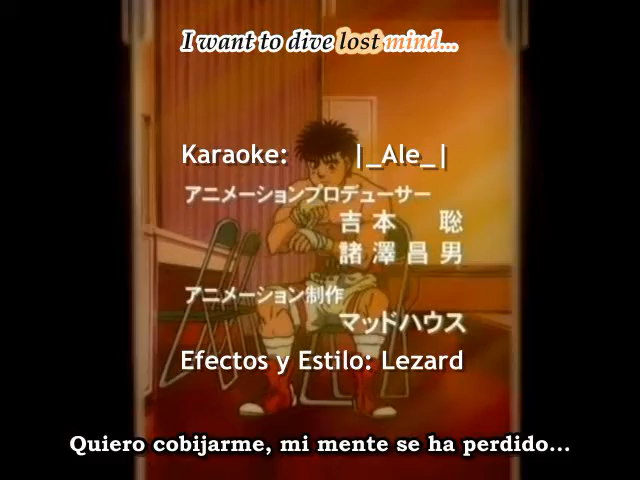 I want to dive lost mind...
Karaoke: |_Ale_|
アニメーションプロデューサー
吉本 聡
諸澤昌男
アニメーション制作
マッドハウス
Efectos y Estilo: Lezard
Quiero cobijarme, mi mente se ha perdido...